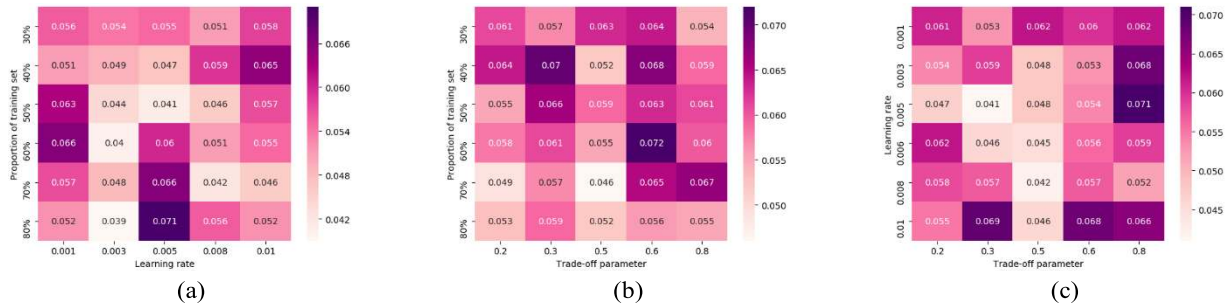 30% 0.056 0.054 0.055 0.051 0.058
40% 0.051 0.049 0.047 0.059 0.065
50% 0.063 0.044 0.041 0.046 0.057
60% 0.066 0.04 0.06 0.051 0.055
70% 0.057 0.048 0.066 0.042 0.046
80% 0.052 0.039 0.071 0.056 0.052
0.001 0.003 0.005 0.008 0.01
Proportion of training set
Learning rate
0.066
0.060
0.054
0.048
0.042
(a)
30% 0.061 0.057 0.063 0.064 0.054
40% 0.064 0.07 0.052 0.068 0.059
50% 0.055 0.066 0.059 0.063 0.061
60% 0.058 0.061 0.055 0.072 0.06
70% 0.049 0.057 0.046 0.065 0.067
80% 0.053 0.059 0.052 0.056 0.055
0.2 0.3 0.5 0.6 0.8
Proportion of training set
Trade-off parameter
0.070
0.065
0.060
0.055
0.050
(b)
0.001 0.061 0.053 0.062 0.06 0.062
0.003 0.054 0.059 0.048 0.053 0.068
0.005 0.047 0.041 0.048 0.054 0.071
0.006 0.062 0.046 0.045 0.056 0.059
0.008 0.058 0.057 0.042 0.057 0.052
0.01 0.055 0.069 0.046 0.068 0.066
0.2 0.3 0.5 0.6 0.8
Learning rate
Trade-off parameter
0.070
0.065
0.060
0.055
0.050
0.045
(c)